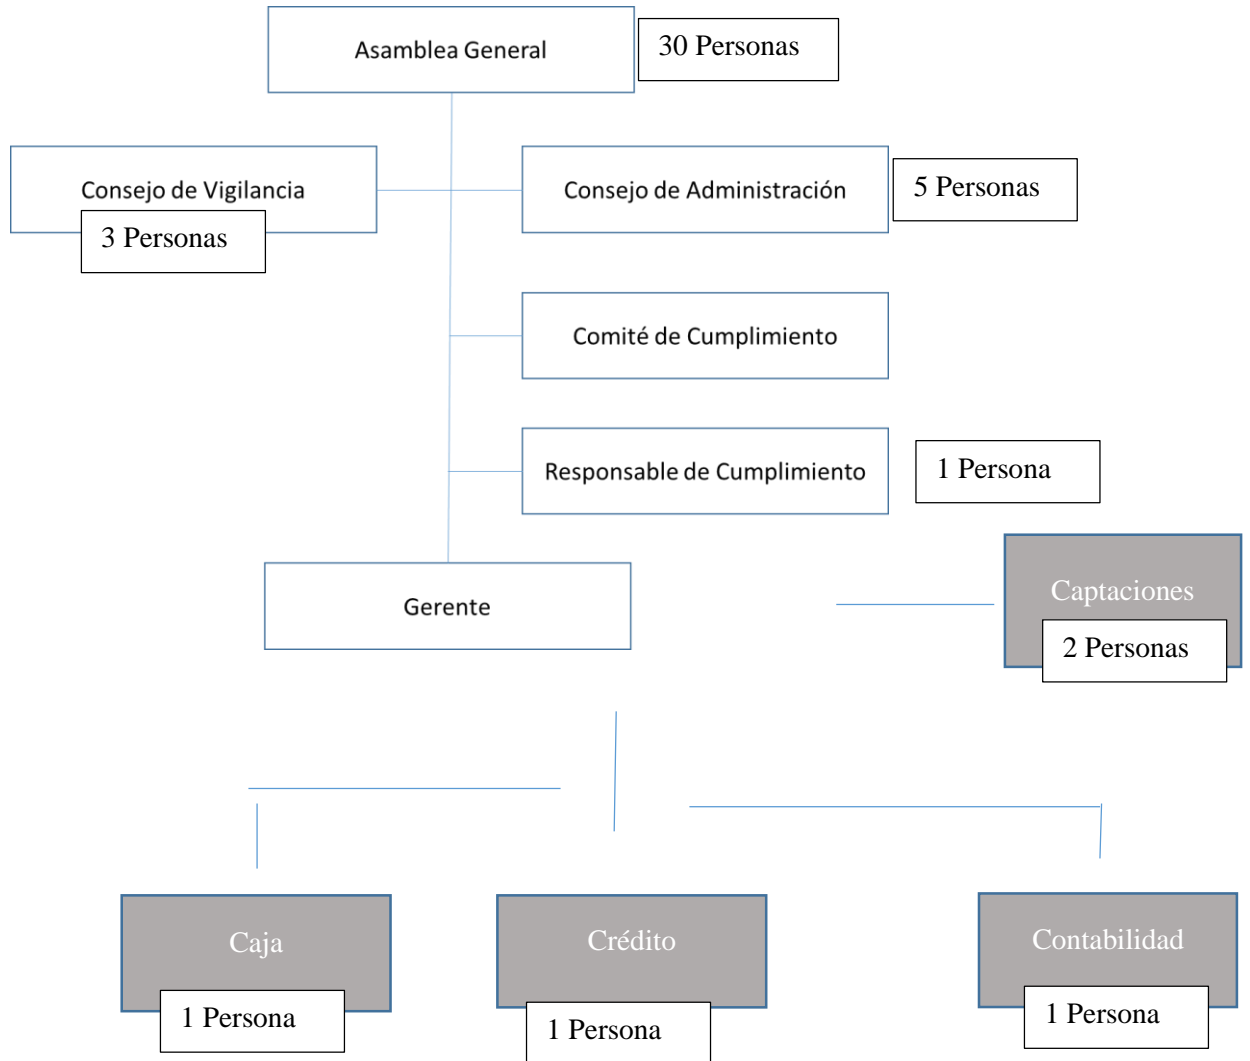 Asamblea General
30 Personas
Consejo de Vigilancia
3 Personas
Consejo de Administración
5 Personas
Comité de Cumplimiento
Responsable de Cumplimiento
1 Persona
Gerente
Captaciones
2 Personas
Caja
1 Persona
Crédito
1 Persona
Contabilidad
1 Persona